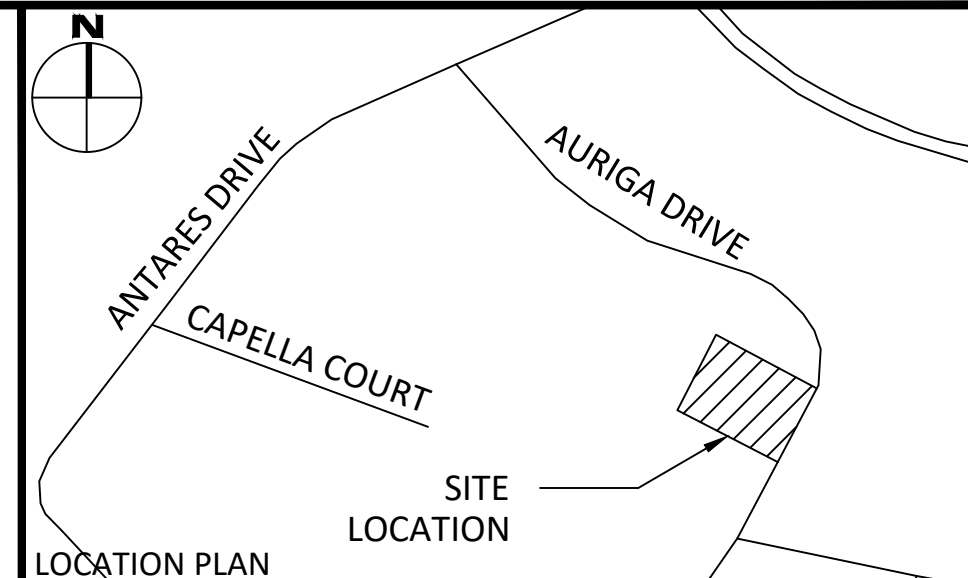 N
AURIGA DRIVE
ANTARES DRIVE
CAPELLA COURT
SITE
LOCATION
LOCATION PLAN